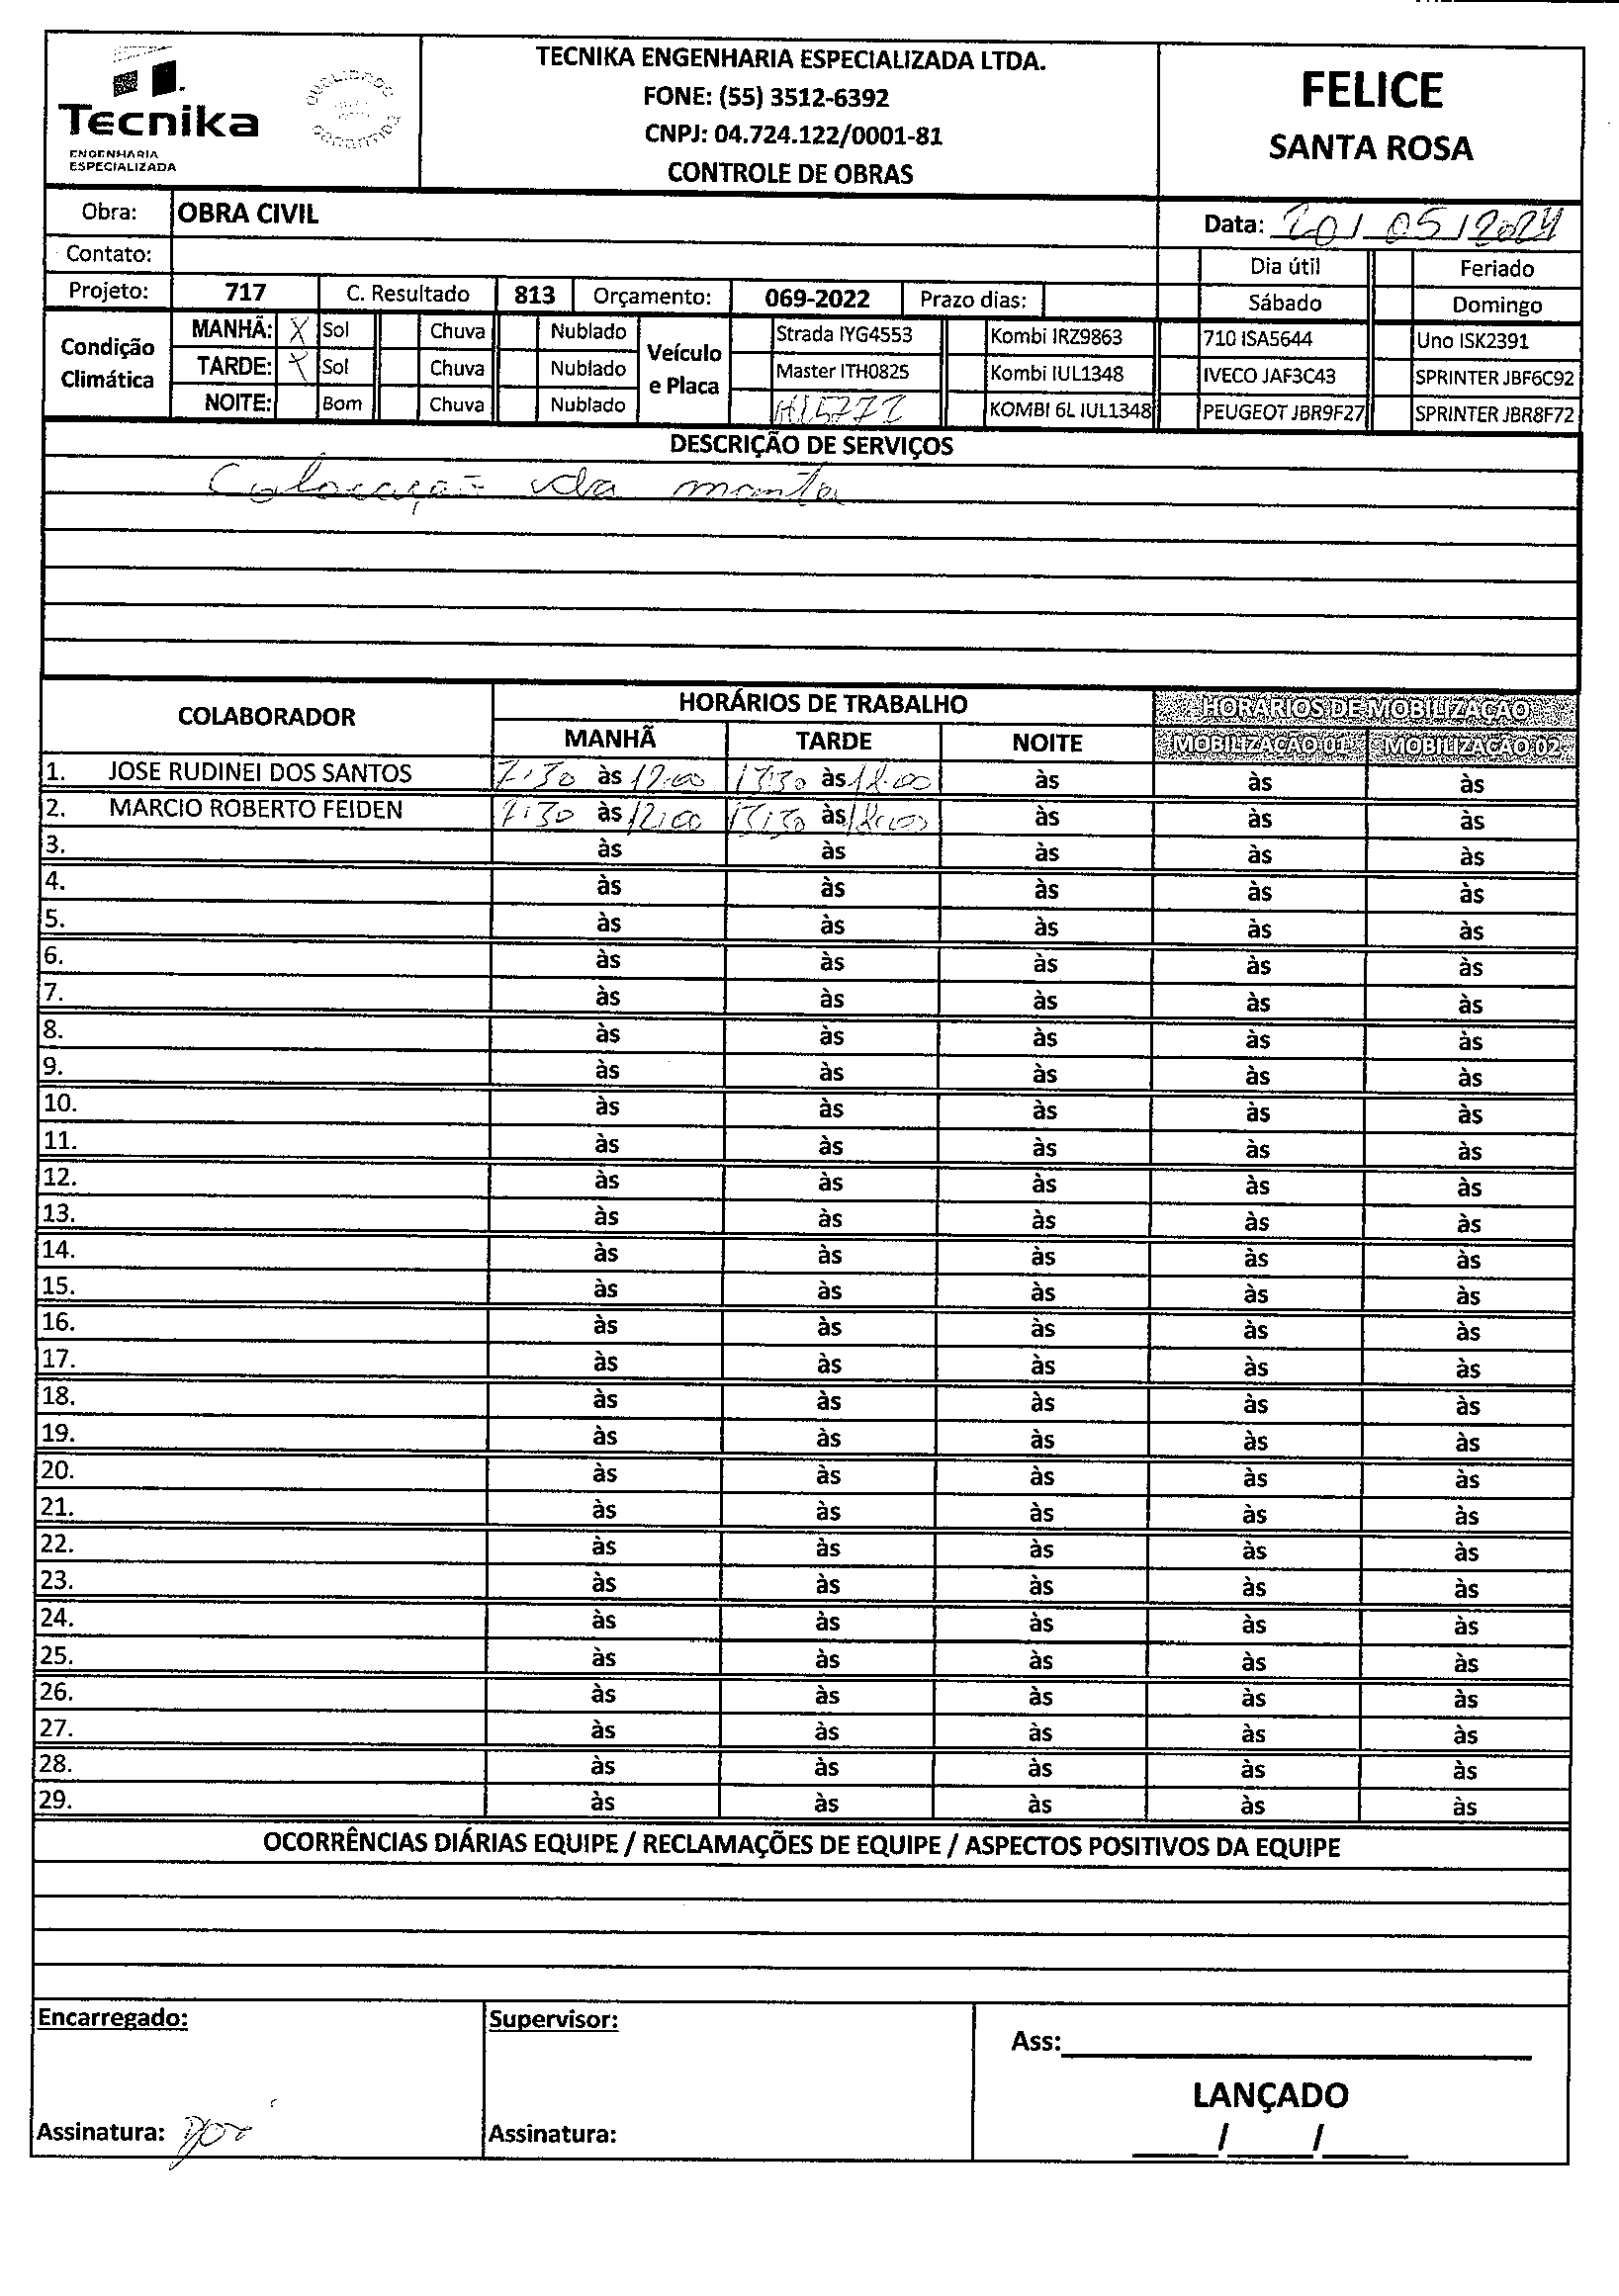 TECNIKA ENGENHARIA ESPECIALIZADA LTDA.
FONE: (55) 3512-6392
CNPJ: 04.724.122/0001-81
CONTROLE DE OBRAS
Tecnika
ENGENHARIA
ESPECIALIZADA
FELICE
SANTA ROSA
Obra: OBRA CIVIL
Data: 20/05/2024
Contato:
Dia útil Feriado
Projeto: 717 C. Resultado 813 Orçamento: 069-2022 Prazo dias: Sábado Domingo
Condição Climática
MANHÃ: X Sol Chuva Nublado
TARDE: X Sol Chuva Nublado
NOITE: Bom Chuva Nublado
Veículo e Placa
Strada IYG4553 Kombi IRZ9863 710 ISA5644 Uno ISK2391
Master ITH0825 Kombi IUL1348 IVECO JAF3C43 SPRINTER JBF6C92
KOMBI 6L IUL1348 PEUGEOT JBR9F27 SPRINTER JBR8F72
DESCRIÇÃO DE SERVIÇOS
Colocação da manta
COLABORADOR HORÁRIOS DE TRABALHO HORÁRIOS DE MOBILIZAÇÃO
MANHÃ TARDE NOITE MOBILIZAÇÃO 01 MOBILIZAÇÃO 02
1. JOSE RUDINEI DOS SANTOS 7:30 às 12:00 13:30 às 18:00 às às às
2. MARCIO ROBERTO FEIDEN 7:30 às 12:00 13:30 às 18:00 às às às
3. às às às às às
4. às às às às às
5. às às às às às
6. às às às às às
7. às às às às às
8. às às às às às
9. às às às às às
10. às às às às às
11. às às às às às
12. às às às às às
13. às às às às às
14. às às às às às
15. às às às às às
16. às às às às às
17. às às às às às
18. às às às às às
19. às às às às às
20. às às às às às
21. às às às às às
22. às às às às às
23. às às às às às
24. às às às às às
25. às às às às às
26. às às às às às
27. às às às às às
28. às às às às às
29. às às às às às
OCORRÊNCIAS DIÁRIAS EQUIPE / RECLAMAÇÕES DE EQUIPE / ASPECTOS POSITIVOS DA EQUIPE
Encarregado: Supervisor:
Ass:
LANÇADO
Assinatura: Assinatura:
/ /